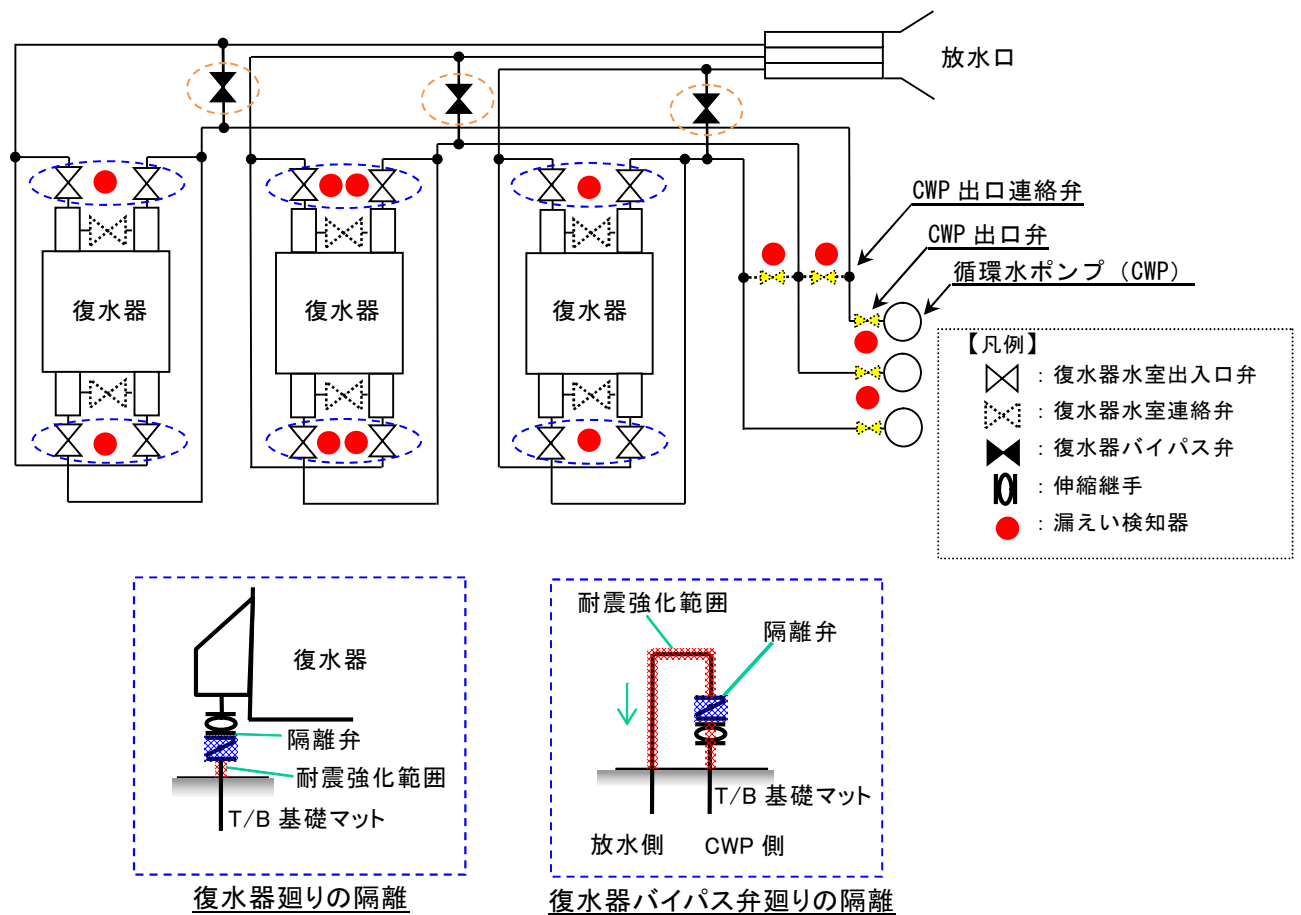 放水口
CWP 出口連絡弁
CWP 出口弁
循環水ポンプ（CWP）
復水器
復水器
復水器
【凡例】
：復水器水室出入口弁
：復水器水室連絡弁
：復水器バイパス弁
：伸縮継手
：漏えい検知器
復水器
隔離弁
耐震強化範囲
T/B 基礎マット
復水器廻りの隔離
耐震強化範囲
隔離弁
T/B 基礎マット
放水側
CWP 側
復水器バイパス弁廻りの隔離